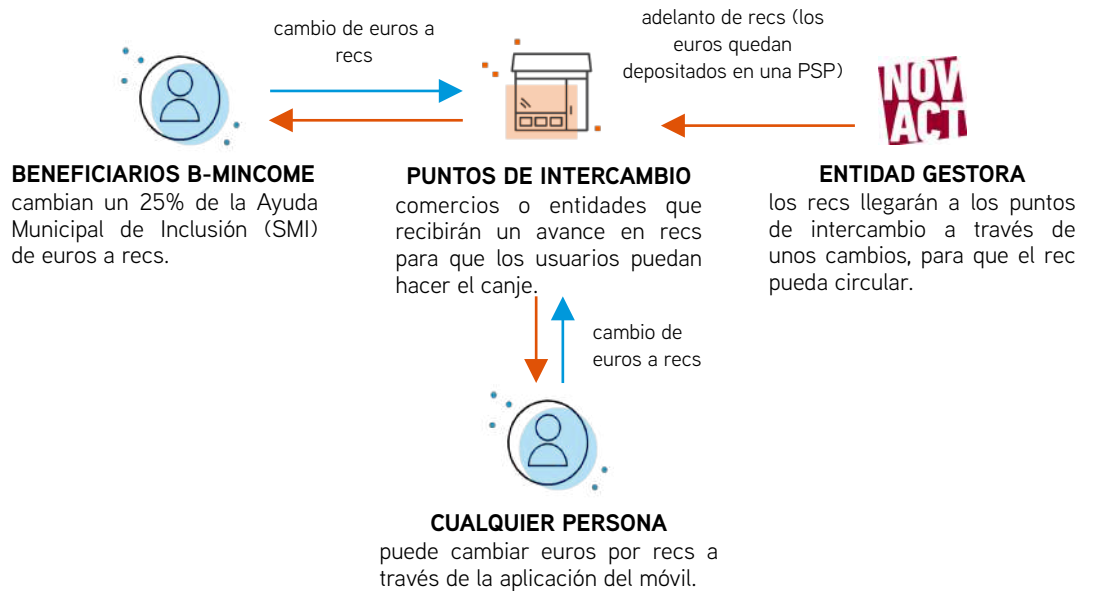 cambio de euros a
recs
adelanto de recs (los
euros quedan
depositados en una PSP)
NOV
ACT
BENEFICIARIOS B-MINCOME
cambian un 25% de la Ayuda
Municipal de Inclusión (SMI)
de euros a recs.
PUNTOS DE INTERCAMBIO
comercios o entidades que
recibirán un avance en recs
para que los usuarios puedan
hacer el canje.
ENTIDAD GESTORA
los recs llegarán a los puntos
de intercambio a través de
unos cambios, para que el rec
pueda circular.
cambio de
euros a recs
CUALQUIER PERSONA
puede cambiar euros por recs a
través de la aplicación del móvil.